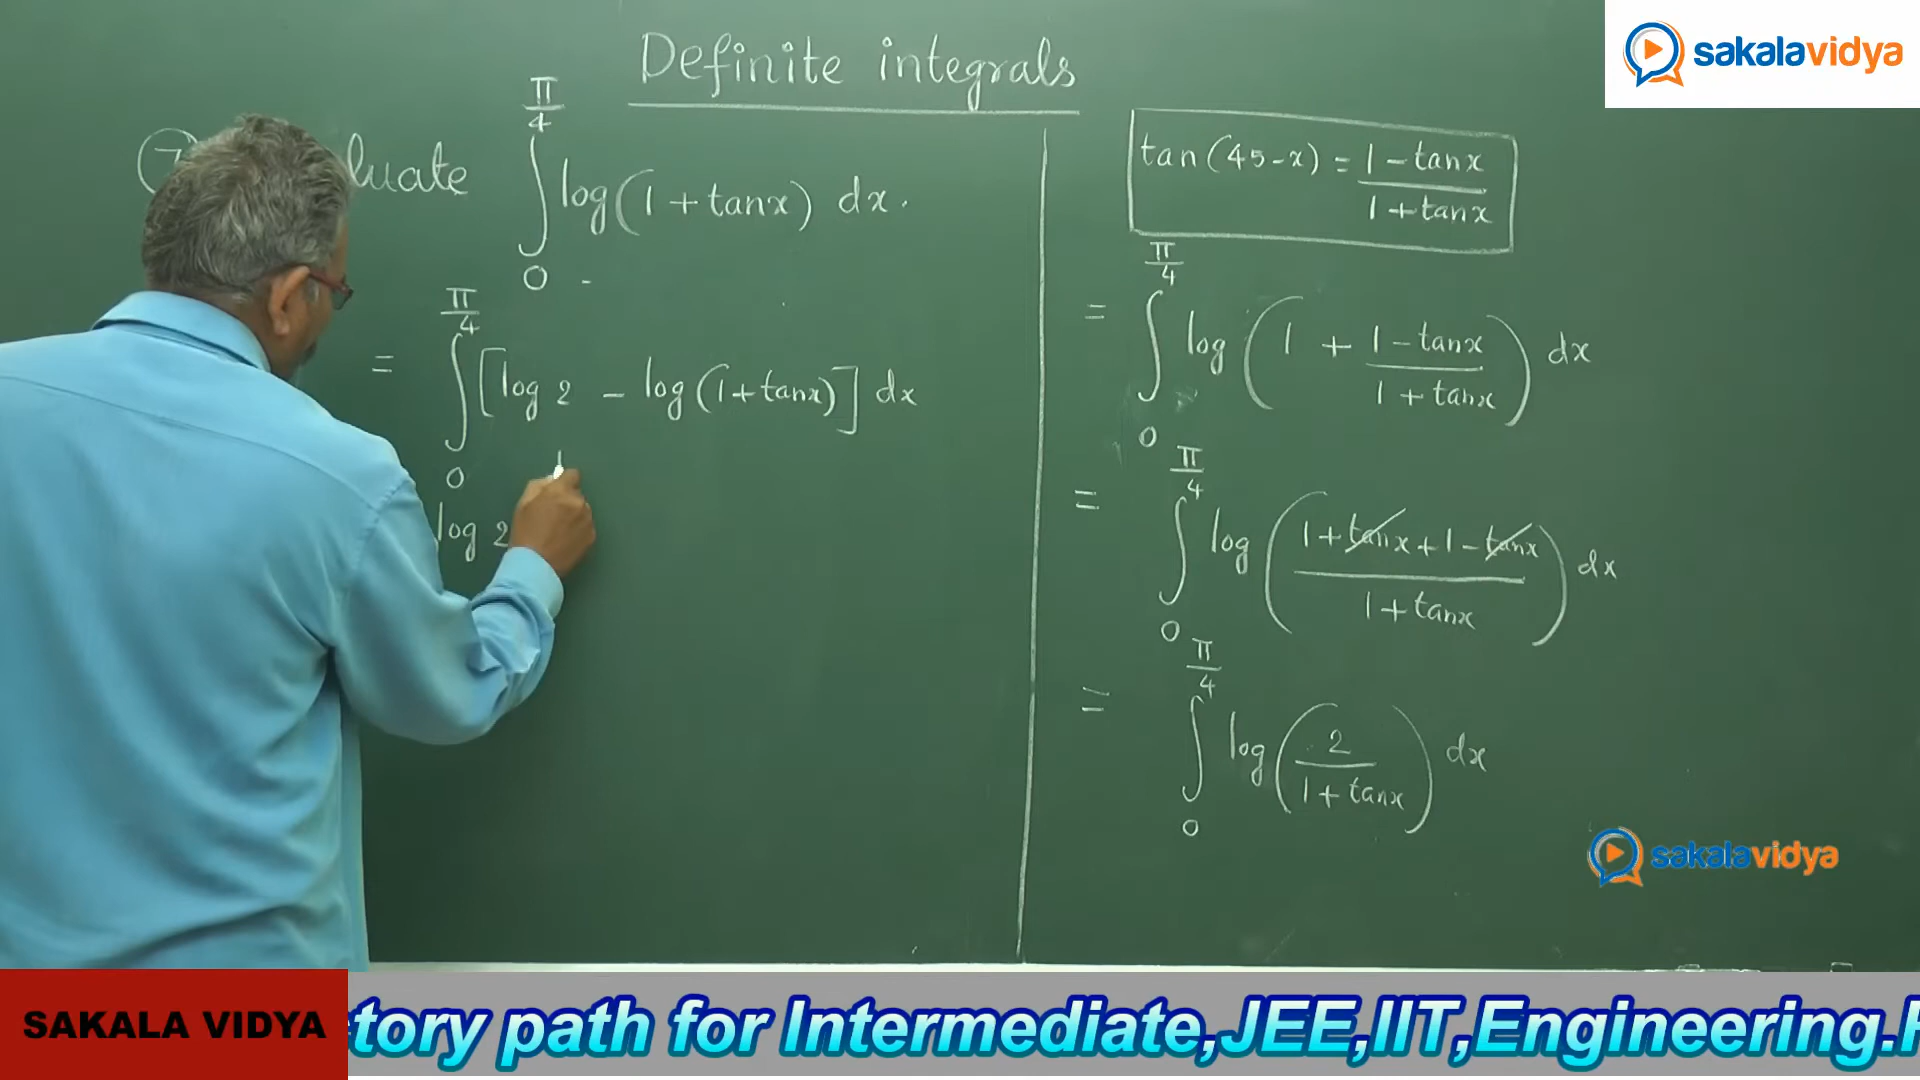 Definite integrals
⑦ luate ∫₀^{π/4} log(1+tanx) dx.
= ∫₀^{π/4} [log 2 - log(1+tanx)] dx
log 2
tan(45-x) = (1-tanx)/(1+tanx)
= ∫₀^{π/4} log(1 + (1-tanx)/(1+tanx)) dx
= ∫₀^{π/4} log((1+tanx+1-tanx)/(1+tanx)) dx
= ∫₀^{π/4} log(2/(1+tanx)) dx
sakalavidya
sakalavidya
SAKALA VIDYA
tory path for Intermediate,JEE,IIT,Engineering.